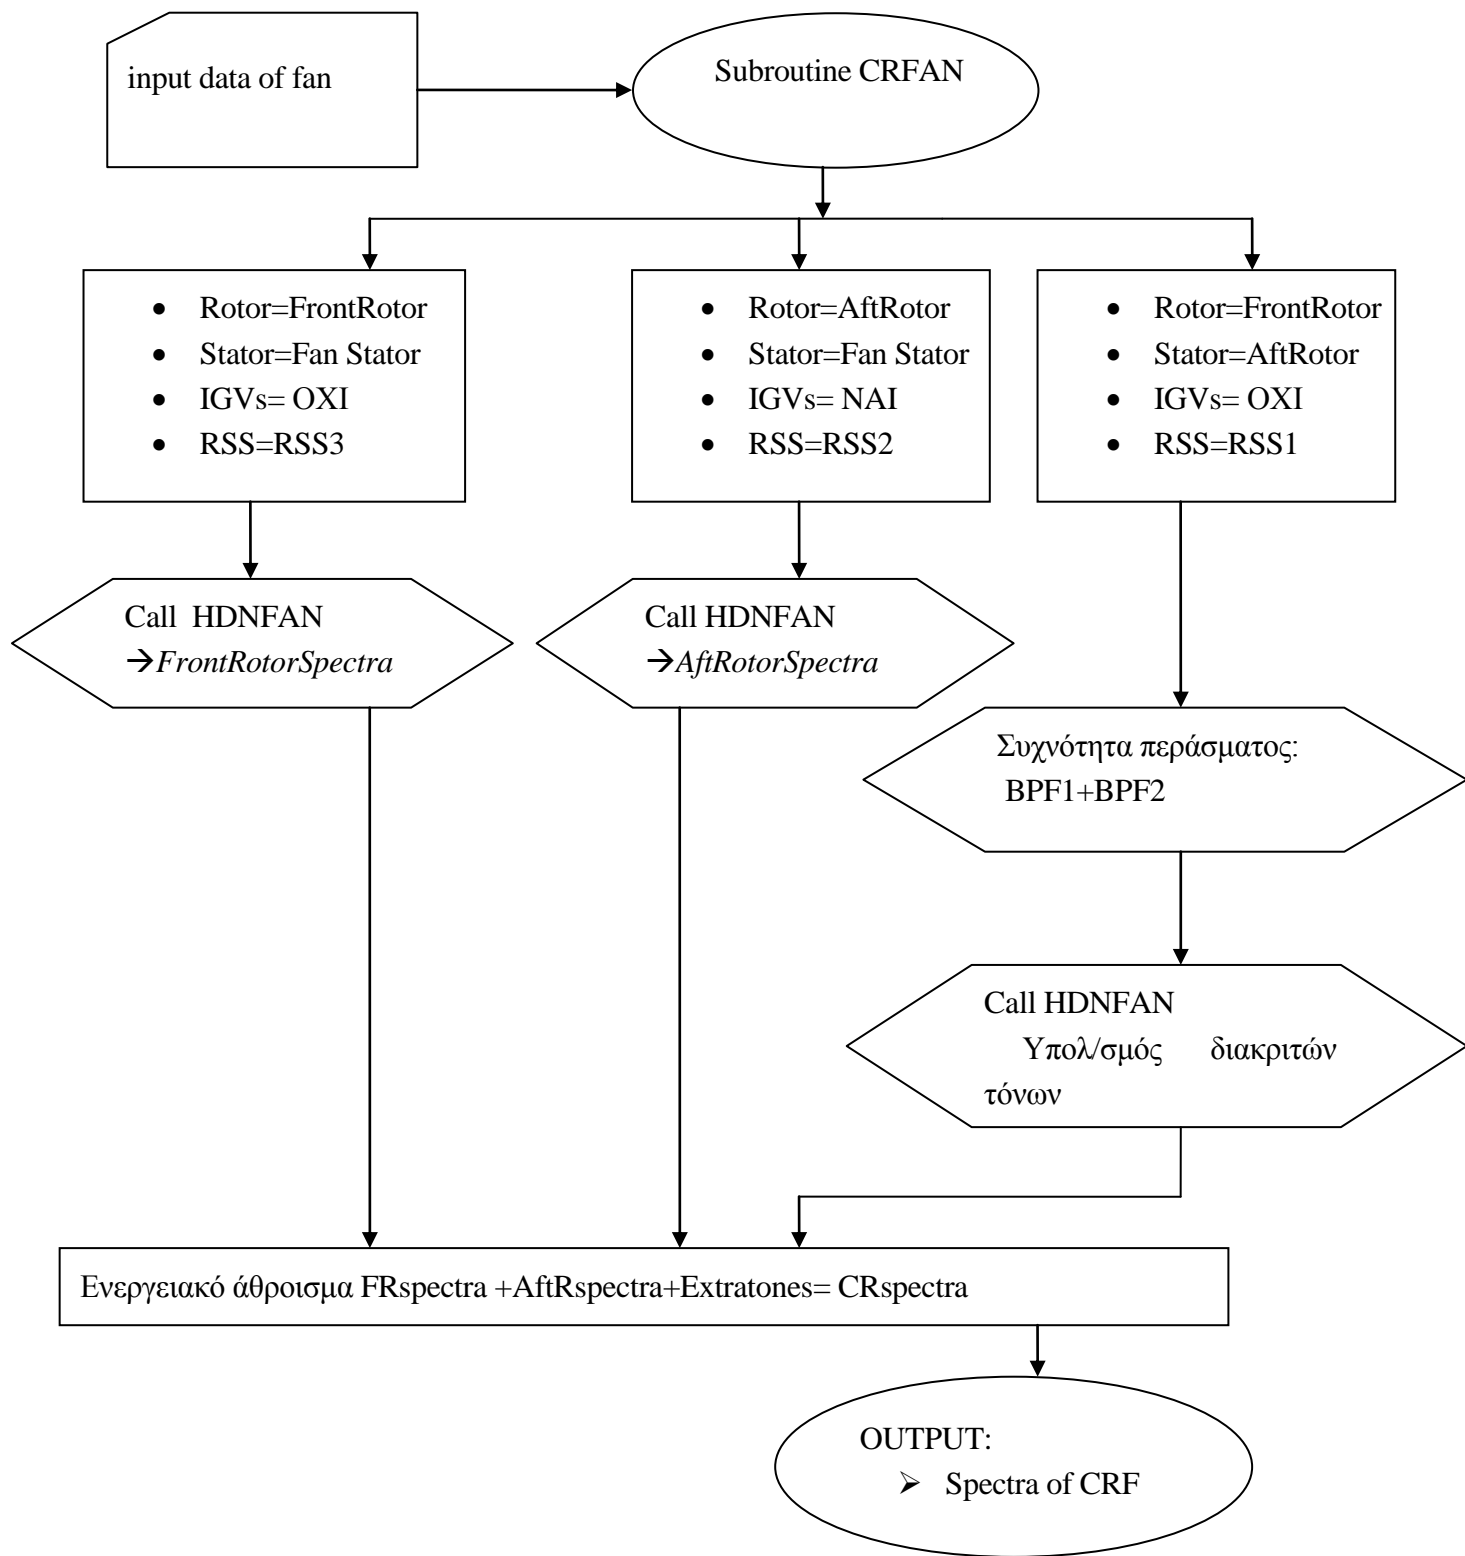 input data of fan
Subroutine CRFAN
• Rotor=FrontRotor
• Stator=Fan Stator
• IGVs= OXI
• RSS=RSS3
• Rotor=AftRotor
• Stator=Fan Stator
• IGVs= NAI
• RSS=RSS2
• Rotor=FrontRotor
• Stator=AftRotor
• IGVs= OXI
• RSS=RSS1
Call HDNFAN
→FrontRotorSpectra
Call HDNFAN
→AftRotorSpectra
Συχνότητα περάσματος:
BPF1+BPF2
Call HDNFAN
Υπολ/σμός διακριτών
τόνων
Ενεργειακό άθροισμα FRspectra +AftRspectra+Extratones= CRspectra
OUTPUT:
➢ Spectra of CRF